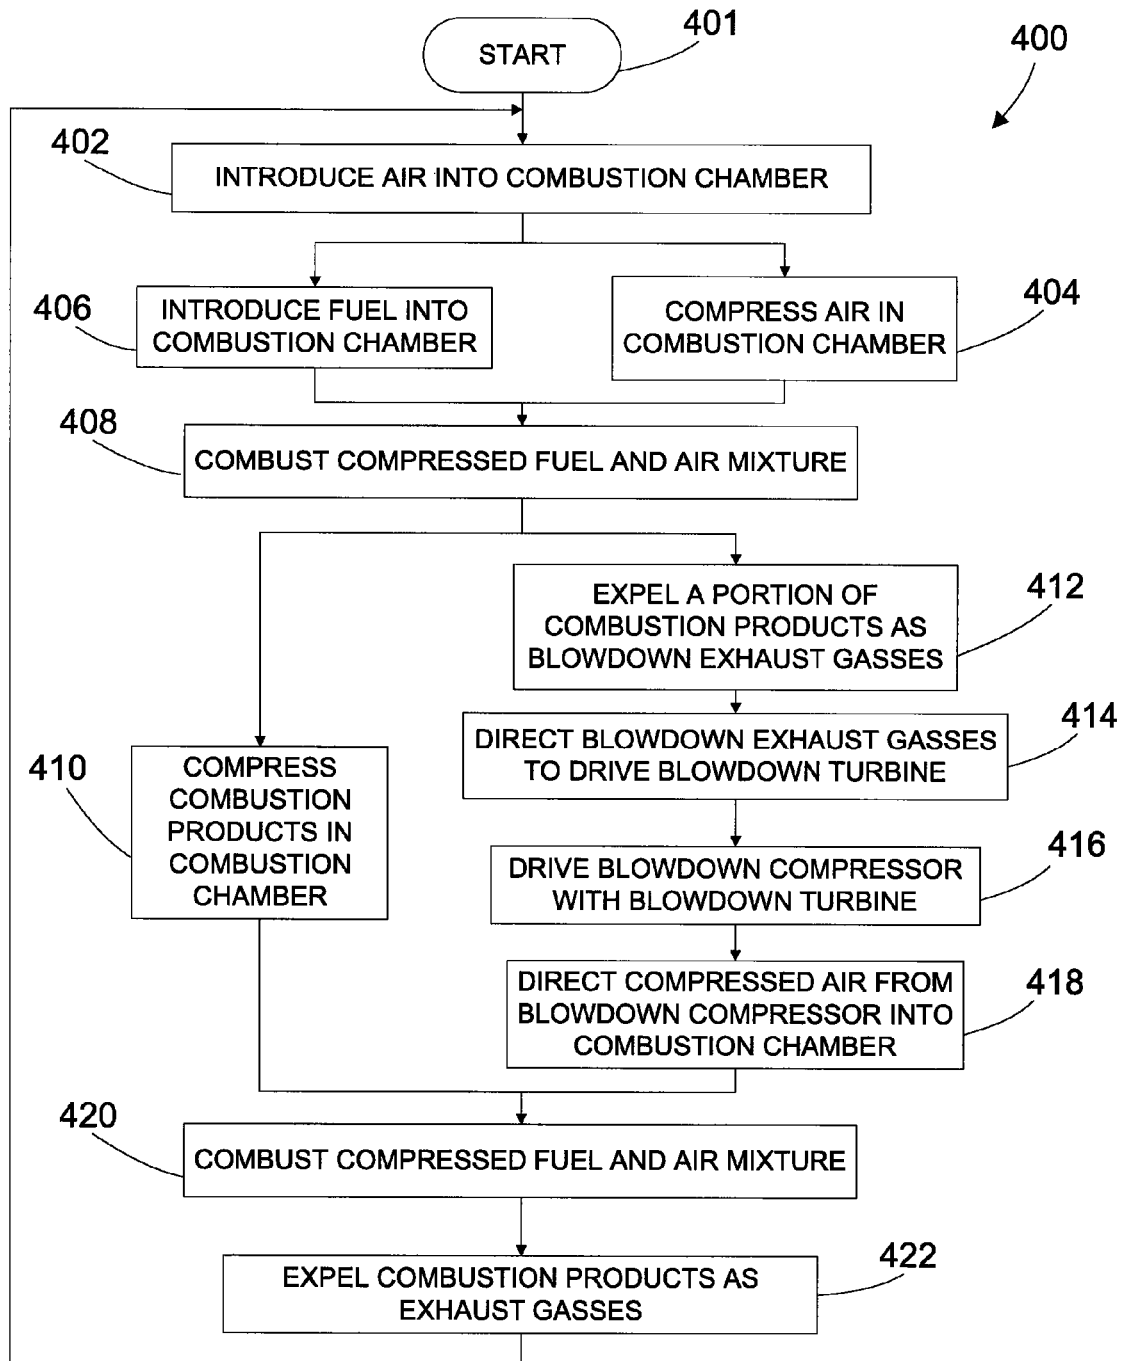 401
START
400
402
INTRODUCE AIR INTO COMBUSTION CHAMBER
406
INTRODUCE FUEL INTO
COMBUSTION CHAMBER
COMPRESS AIR IN
COMBUSTION CHAMBER
404
408
COMBUST COMPRESSED FUEL AND AIR MIXTURE
EXPEL A PORTION OF
COMBUSTION PRODUCTS AS
BLOWDOWN EXHAUST GASSES
412
DIRECT BLOWDOWN EXHAUST GASSES
TO DRIVE BLOWDOWN TURBINE
414
410
COMPRESS
COMBUSTION
PRODUCTS IN
COMBUSTION
CHAMBER
DRIVE BLOWDOWN COMPRESSOR
WITH BLOWDOWN TURBINE
416
DIRECT COMPRESSED AIR FROM
BLOWDOWN COMPRESSOR INTO
COMBUSTION CHAMBER
418
420
COMBUST COMPRESSED FUEL AND AIR MIXTURE
EXPEL COMBUSTION PRODUCTS AS
EXHAUST GASSES
422